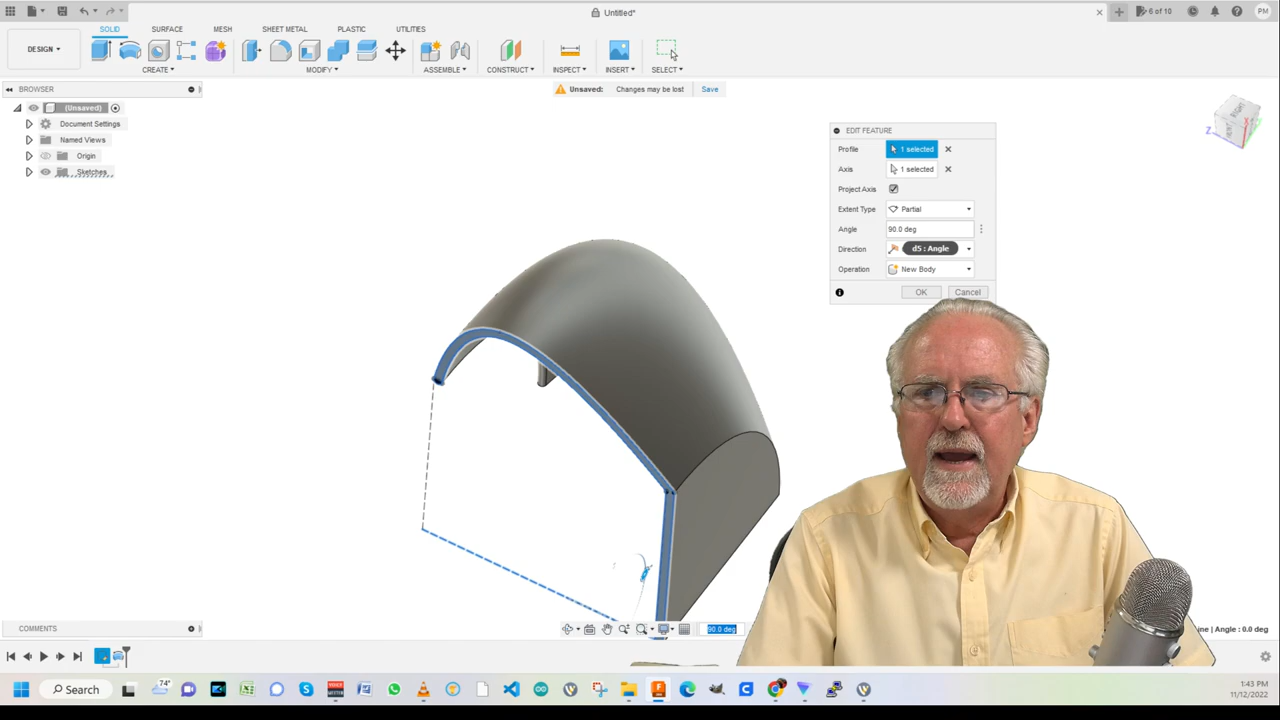 Untitled*
6 of 10
PM
DESIGN
SOLID SURFACE MESH SHEET METAL PLASTIC UTILITIES
CREATE MODIFY ASSEMBLE CONSTRUCT INSPECT INSERT SELECT
BROWSER
Unsaved: Changes may be lost Save
(Unsaved)
Document Settings
Named Views
Origin
Sketches
Z
EDIT FEATURE
Profile 1 selected
Axis 1 selected
Project Axis
Extent Type Partial
Angle 90.0 deg
Direction d5 : Angle
Operation New Body
OK Cancel
COMMENTS
90.0 deg
ne | Angle : 0.0 deg
74°
Search
1:43 PM
11/12/2022